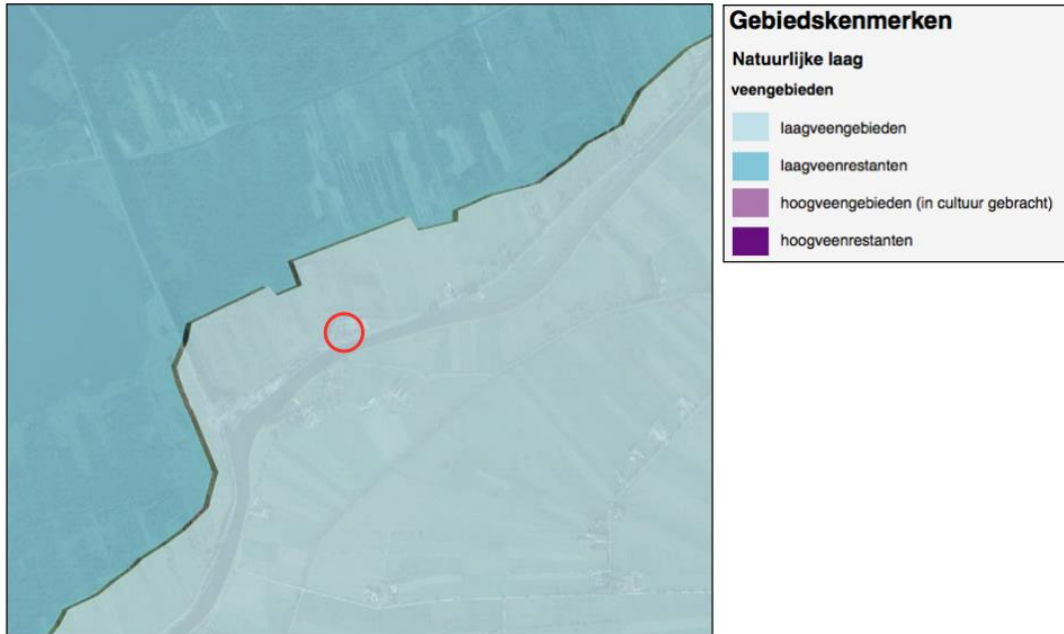 Gebiedskenmerken
Natuurlijke laag
veengebieden
laagveengebieden
laagveenrestanten
hoogveengebieden (in cultuur gebracht)
hoogveenrestanten